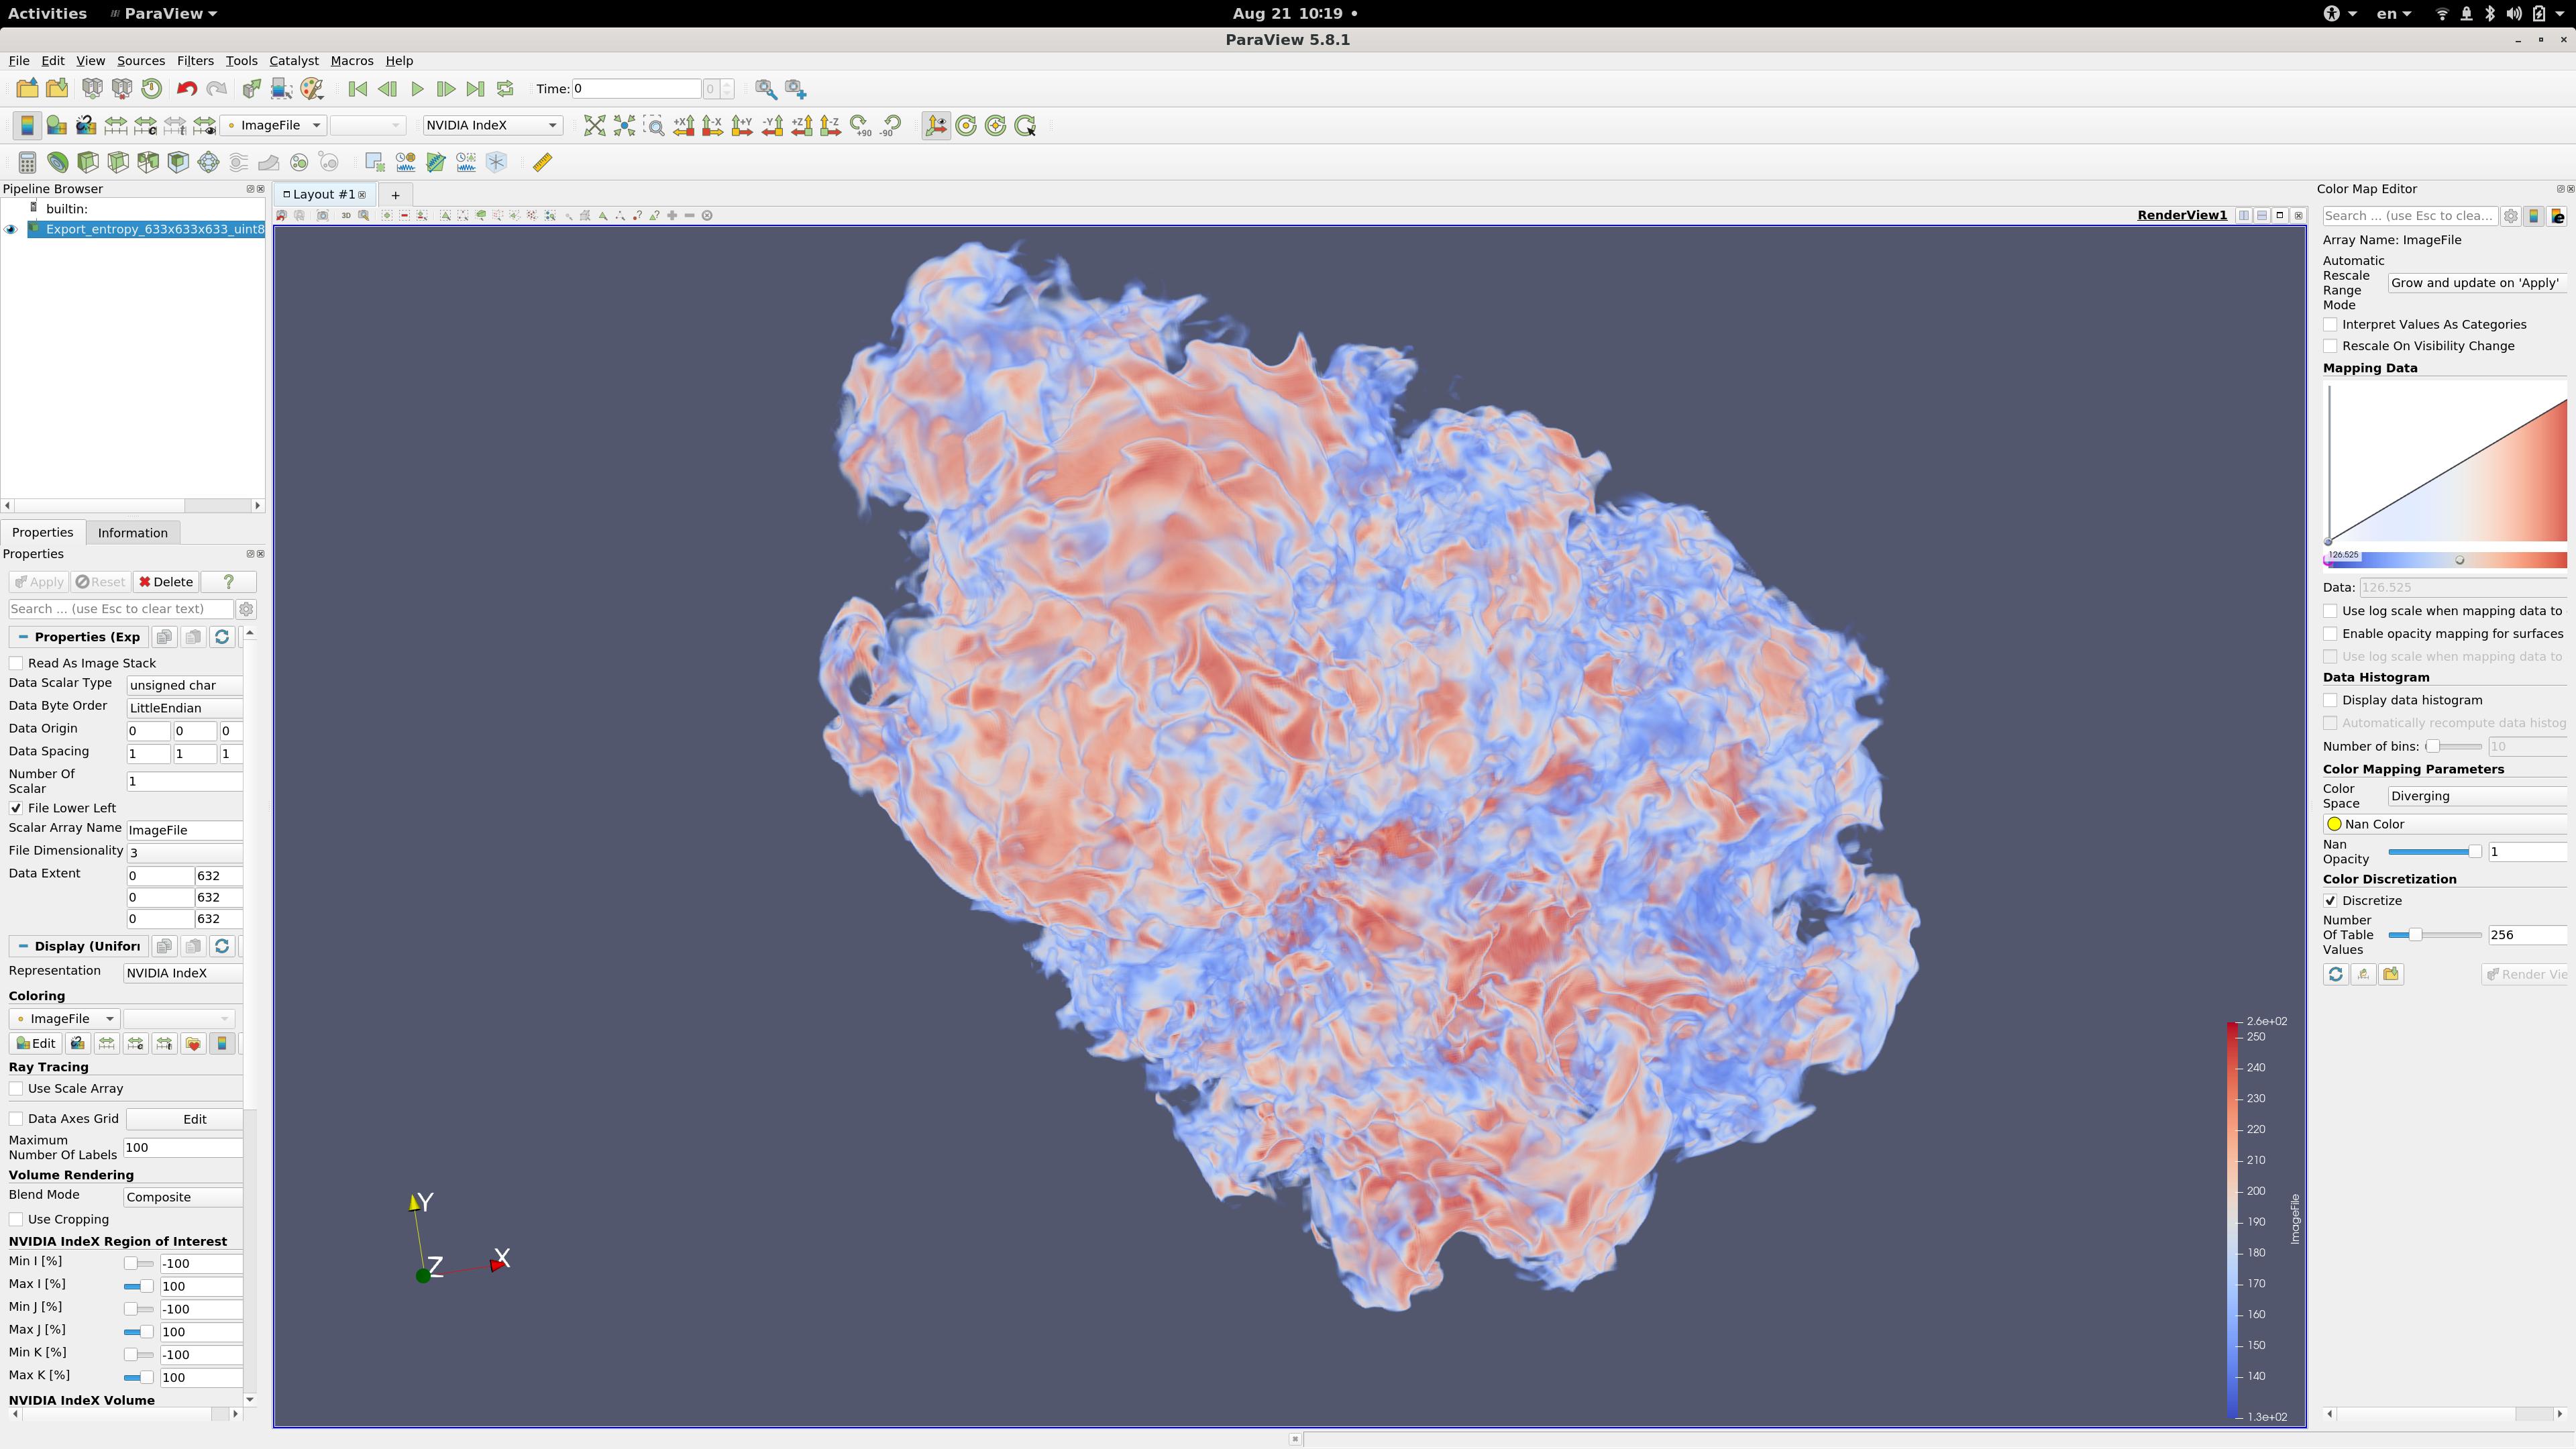 Activities ParaView Aug 21 10:19 en
ParaView 5.8.1
File Edit View Sources Filters Tools Catalyst Macros Help
Time: 0 0
ImageFile NVIDIA IndeX +X -X +Y -Y +Z -Z +90 -90
Pipeline Browser
builtin:
Export_entropy_633x633x633_uint8
Properties Information
Properties
Apply Reset Delete ?
Search ... (use Esc to clear text)
Properties (Exp
Read As Image Stack
Data Scalar Type unsigned char
Data Byte Order LittleEndian
Data Origin 0 0 0
Data Spacing 1 1 1
Number Of
Scalar 1
File Lower Left
Scalar Array Name ImageFile
File Dimensionality 3
Data Extent 0 632
0 632
0 632
Display (Unifor
Representation NVIDIA IndeX
Coloring
ImageFile
Edit
Ray Tracing
Use Scale Array
Data Axes Grid Edit
Maximum
Number Of Labels 100
Volume Rendering
Blend Mode Composite
Use Cropping
NVIDIA IndeX Region of Interest
Min I [%] -100
Max I [%] 100
Min J [%] -100
Max J [%] 100
Min K [%] -100
Max K [%] 100
NVIDIA IndeX Volume
Layout #1 +
3D RenderView1
Y
Z X
2.6e+02
250
240
230
220
210
200
190
180
170
160
150
140
1.3e+02
ImageFile
Color Map Editor
Search ... (use Esc to clea...
Array Name: ImageFile
Automatic
Rescale
Range
Mode
Grow and update on 'Apply'
Interpret Values As Categories
Rescale On Visibility Change
Mapping Data
126.525
Data: 126.525
Use log scale when mapping data to
Enable opacity mapping for surfaces
Use log scale when mapping data to
Data Histogram
Display data histogram
Automatically recompute data histog
Number of bins: 10
Color Mapping Parameters
Color
Space
Diverging
Nan Color
Nan
Opacity
1
Color Discretization
Discretize
Number
Of Table
Values
256
Render Vie